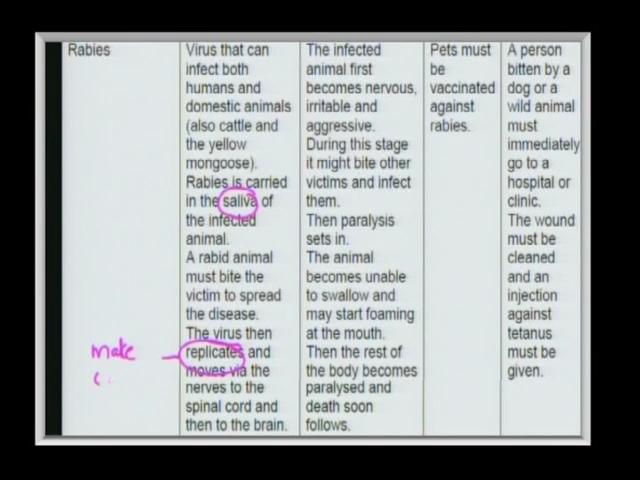 Rabies
Virus that can
infect both
humans and
domestic animals
(also cattle and
the yellow
mongoose).
Rabies is carried
in the saliva of
the infected
animal.
A rabid animal
must bite the
victim to spread
the disease.
The virus then
replicates and
moves via the
nerves to the
spinal cord and
then to the brain.
The infected
animal first
becomes nervous,
irritable and
aggressive.
During this stage
it might bite other
victims and infect
them.
Then paralysis
sets in.
The animal
becomes unable
to swallow and
may start foaming
at the mouth.
Then the rest of
the body becomes
paralysed and
death soon
follows.
Pets must
be
vaccinated
against
rabies.
A person
bitten by a
dog or a
wild animal
must
immediately
go to a
hospital or
clinic.
The wound
must be
cleaned
and an
injection
against
tetanus
must be
given.
make